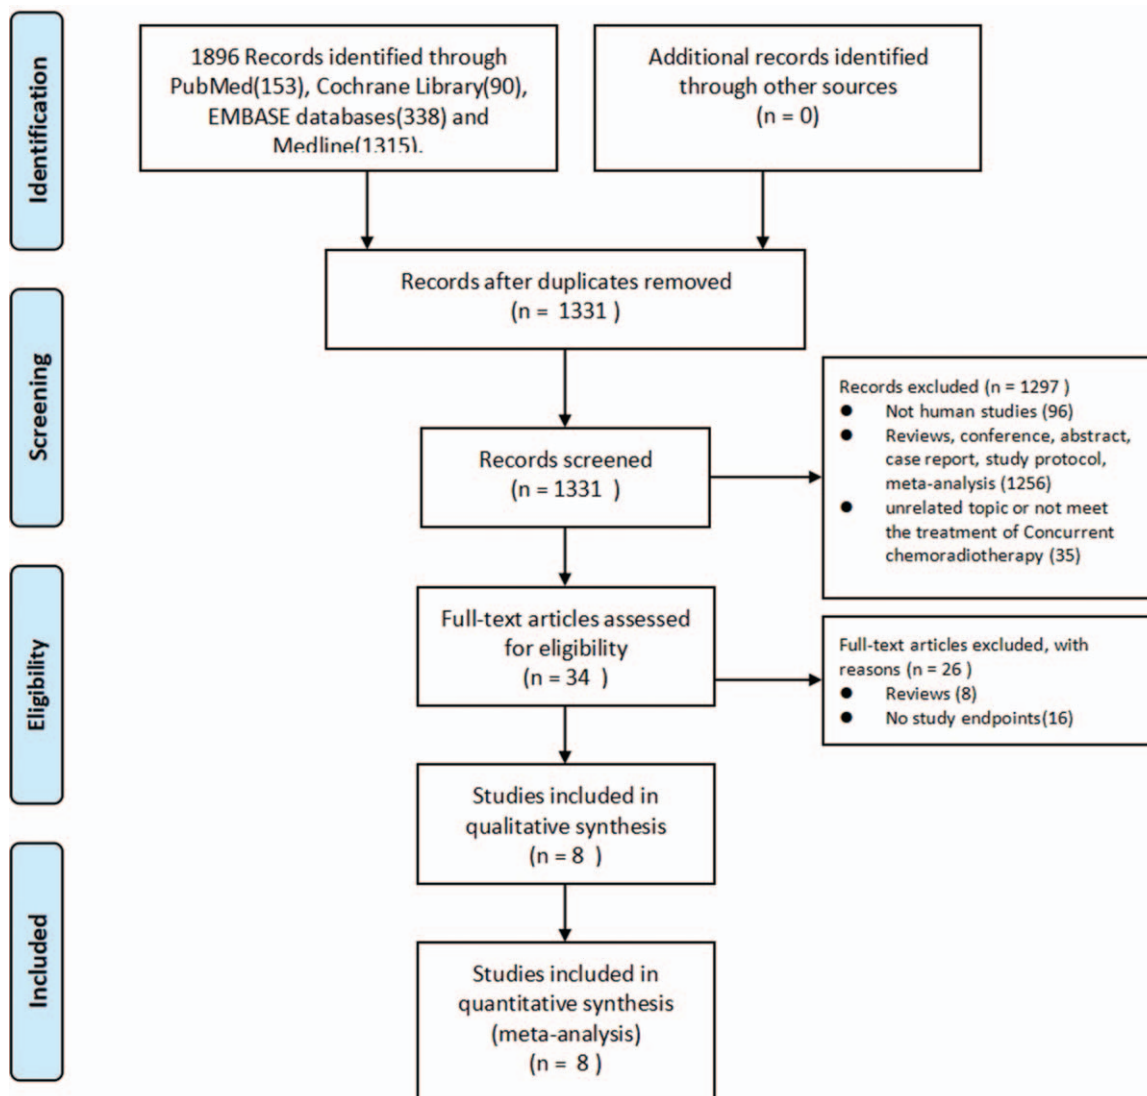 Identification
1896 Records identified through
PubMed(153), Cochrane Library(90),
EMBASE databases(338) and
Medline(1315).
Additional records identified
through other sources
(n = 0)
Records after duplicates removed
(n = 1331 )
Screening
Records screened
(n = 1331 )
Records excluded (n = 1297 )
● Not human studies (96)
● Reviews, conference, abstract,
case report, study protocol,
meta-analysis (1256)
● unrelated topic or not meet
the treatment of Concurrent
chemoradiotherapy (35)
Eligibility
Full-text articles assessed
for eligibility
(n = 34 )
Full-text articles excluded, with
reasons (n = 26 )
● Reviews (8)
● No study endpoints(16)
Studies included in
qualitative synthesis
(n = 8 )
Included
Studies included in
quantitative synthesis
(meta-analysis)
(n = 8 )